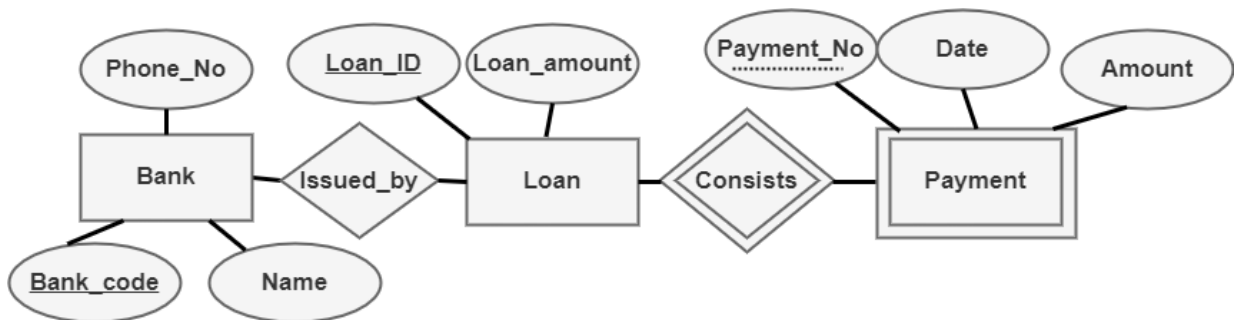 Phone_No
Loan_ID
Loan_amount
Payment_No
Date
Amount
Bank
Issued_by
Loan
Consists
Payment
Bank_code
Name